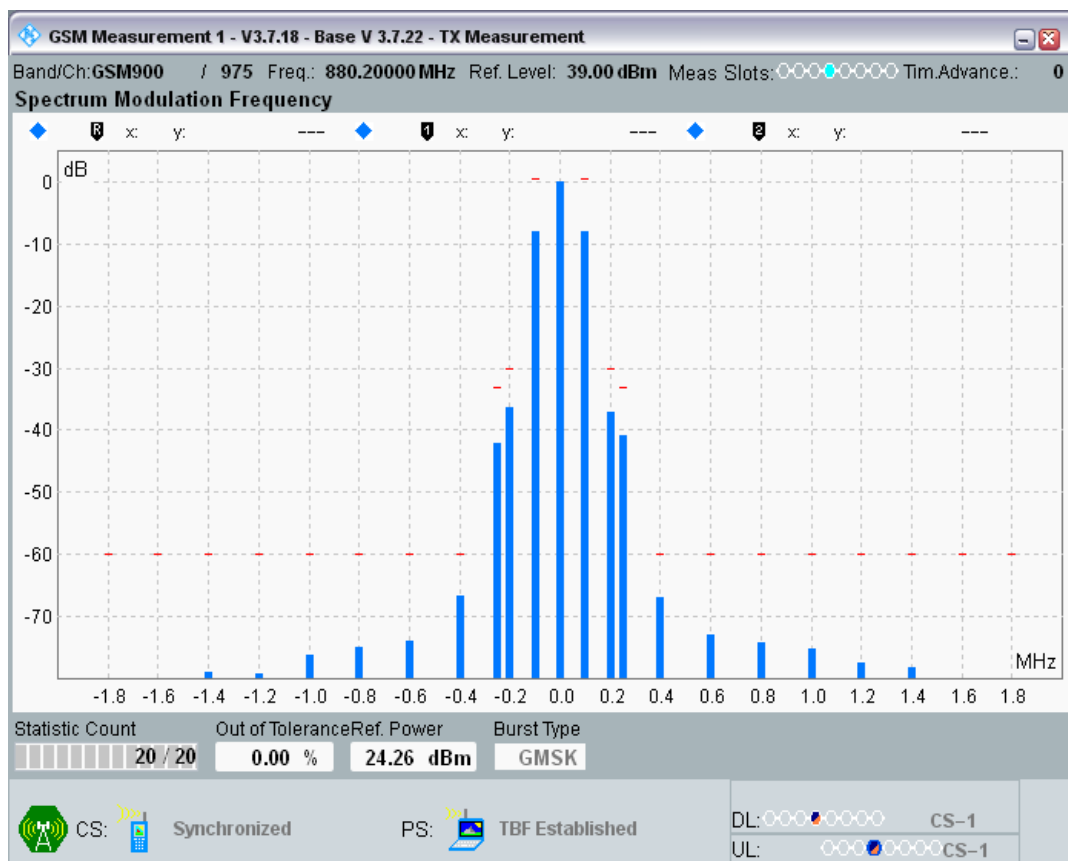 GSM Measurement 1 - V3.7.18 - Base V 3.7.22 - TX Measurement
Band/Ch:GSM900 / 975 Freq.: 880.20000 MHz Ref. Level: 39.00 dBm Meas Slots: Tim.Advance.: 0
Spectrum Modulation Frequency
R x: y: --- 1 x: y: --- 2 x: y: ---
dB
0
-10
-20
-30
-40
-50
-60
-70
MHz
-1.8 -1.6 -1.4 -1.2 -1.0 -0.8 -0.6 -0.4 -0.2 0.0 0.2 0.4 0.6 0.8 1.0 1.2 1.4 1.6 1.8
Statistic Count Out of Tolerance Ref. Power Burst Type
20 / 20 0.00 % 24.26 dBm GMSK
CS: Synchronized PS: TBF Established DL: CS-1
UL: CS-1